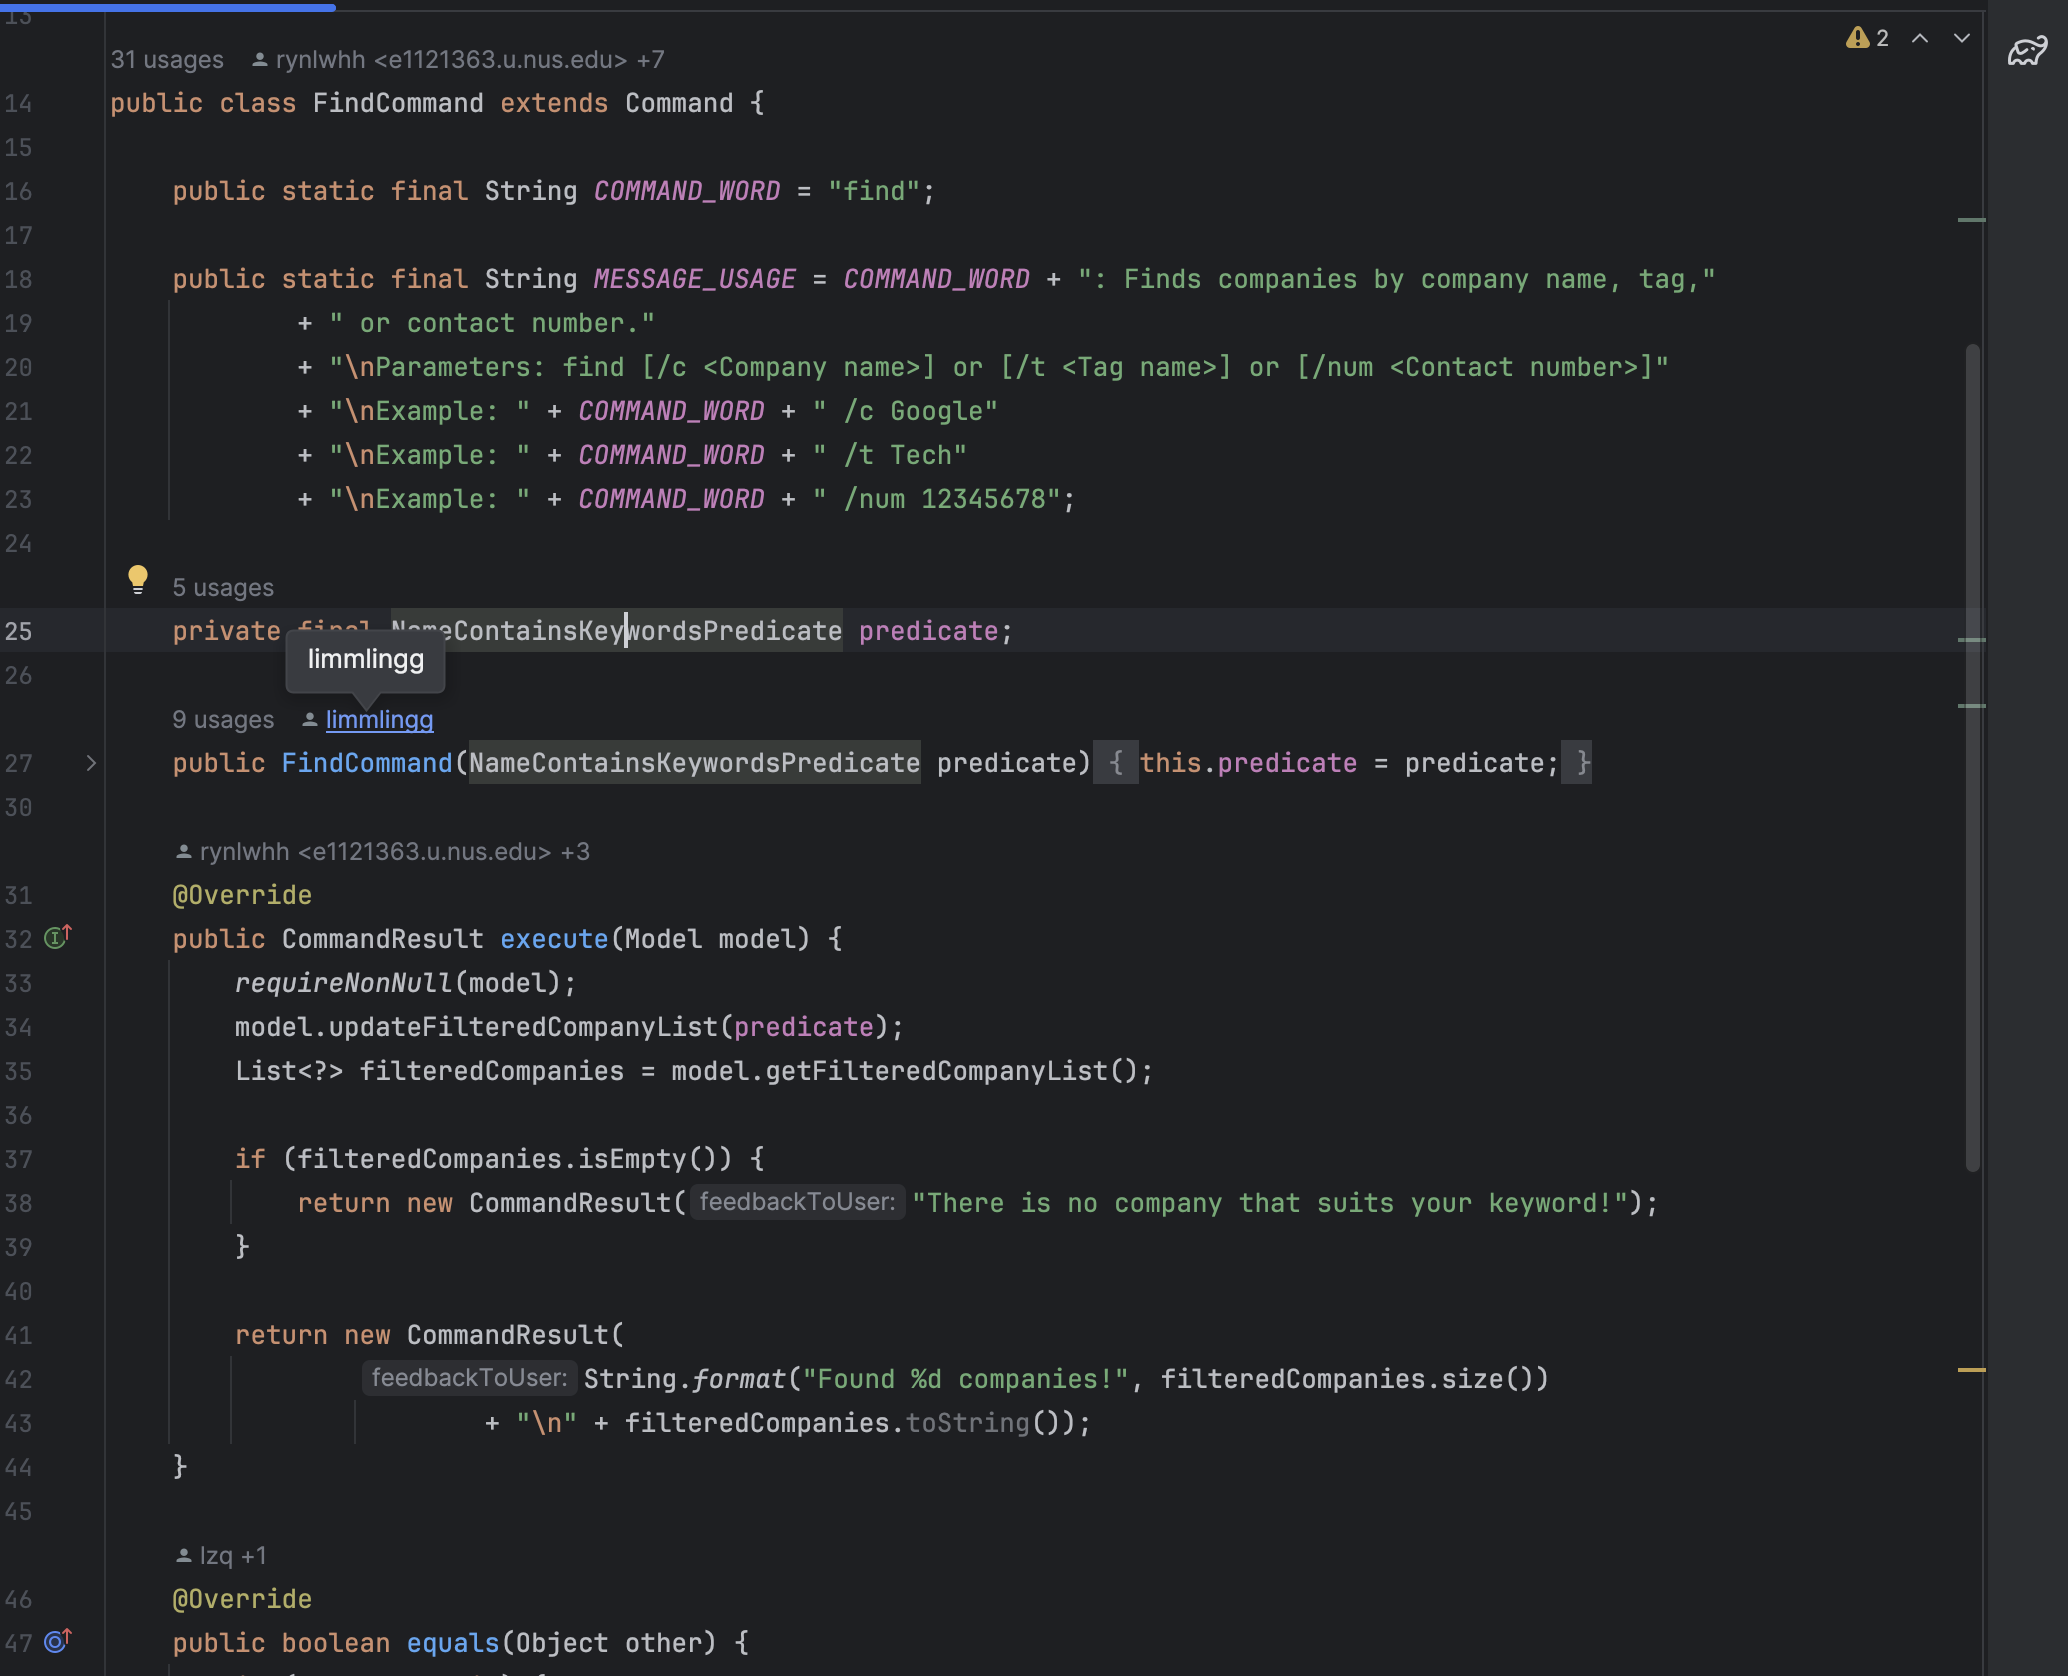 13
31 usages rynlwhh <e1121363.u.nus.edu> +7
2
14 public class FindCommand extends Command {
15
16 public static final String COMMAND_WORD = "find";
17
18 public static final String MESSAGE_USAGE = COMMAND_WORD + ": Finds companies by company name, tag,"
19 + " or contact number."
20 + "\nParameters: find [/c <Company name>] or [/t <Tag name>] or [/num <Contact number>]"
21 + "\nExample: " + COMMAND_WORD + " /c Google"
22 + "\nExample: " + COMMAND_WORD + " /t Tech"
23 + "\nExample: " + COMMAND_WORD + " /num 12345678";
24
5 usages
25 private final NameContainsKeywordsPredicate predicate;
limmlingg
26
9 usages limmlingg
27 public FindCommand(NameContainsKeywordsPredicate predicate) { this.predicate = predicate; }
30
rynlwhh <e1121363.u.nus.edu> +3
31 @Override
32 public CommandResult execute(Model model) {
33 requireNonNull(model);
34 model.updateFilteredCompanyList(predicate);
35 List<?> filteredCompanies = model.getFilteredCompanyList();
36
37 if (filteredCompanies.isEmpty()) {
38 return new CommandResult( feedbackToUser: "There is no company that suits your keyword!");
39 }
40
41 return new CommandResult(
42 feedbackToUser: String.format("Found %d companies!", filteredCompanies.size())
43 + "\n" + filteredCompanies.toString());
44 }
45
lzq +1
46 @Override
47 public boolean equals(Object other) {